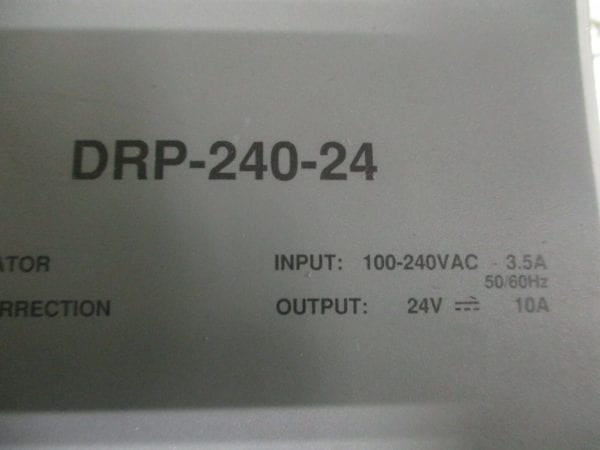 DRP-240-24
ATOR INPUT: 100-240VAC 3.5A
50/60Hz
RRECTION OUTPUT: 24V ⎓ 10A